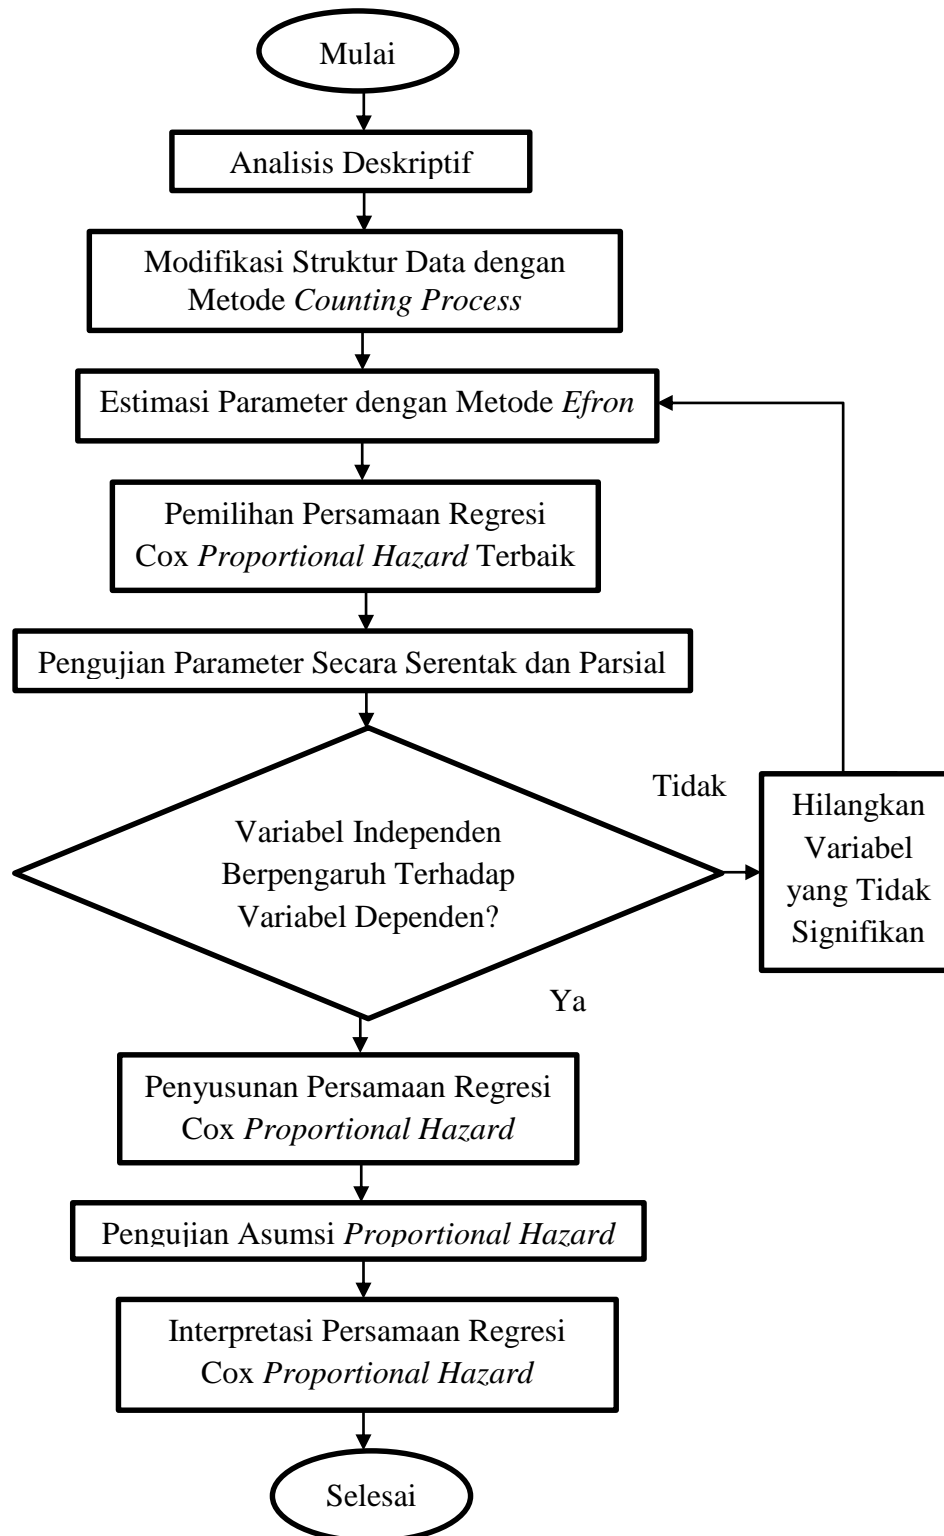 Mulai
Analisis Deskriptif
Modifikasi Struktur Data dengan
Metode Counting Process
Estimasi Parameter dengan Metode Efron
Pemilihan Persamaan Regresi
Cox Proportional Hazard Terbaik
Pengujian Parameter Secara Serentak dan Parsial
Variabel Independen
Berpengaruh Terhadap
Variabel Dependen?
Tidak
Hilangkan
Variabel
yang Tidak
Signifikan
Ya
Penyusunan Persamaan Regresi
Cox Proportional Hazard
Pengujian Asumsi Proportional Hazard
Interpretasi Persamaan Regresi
Cox Proportional Hazard
Selesai